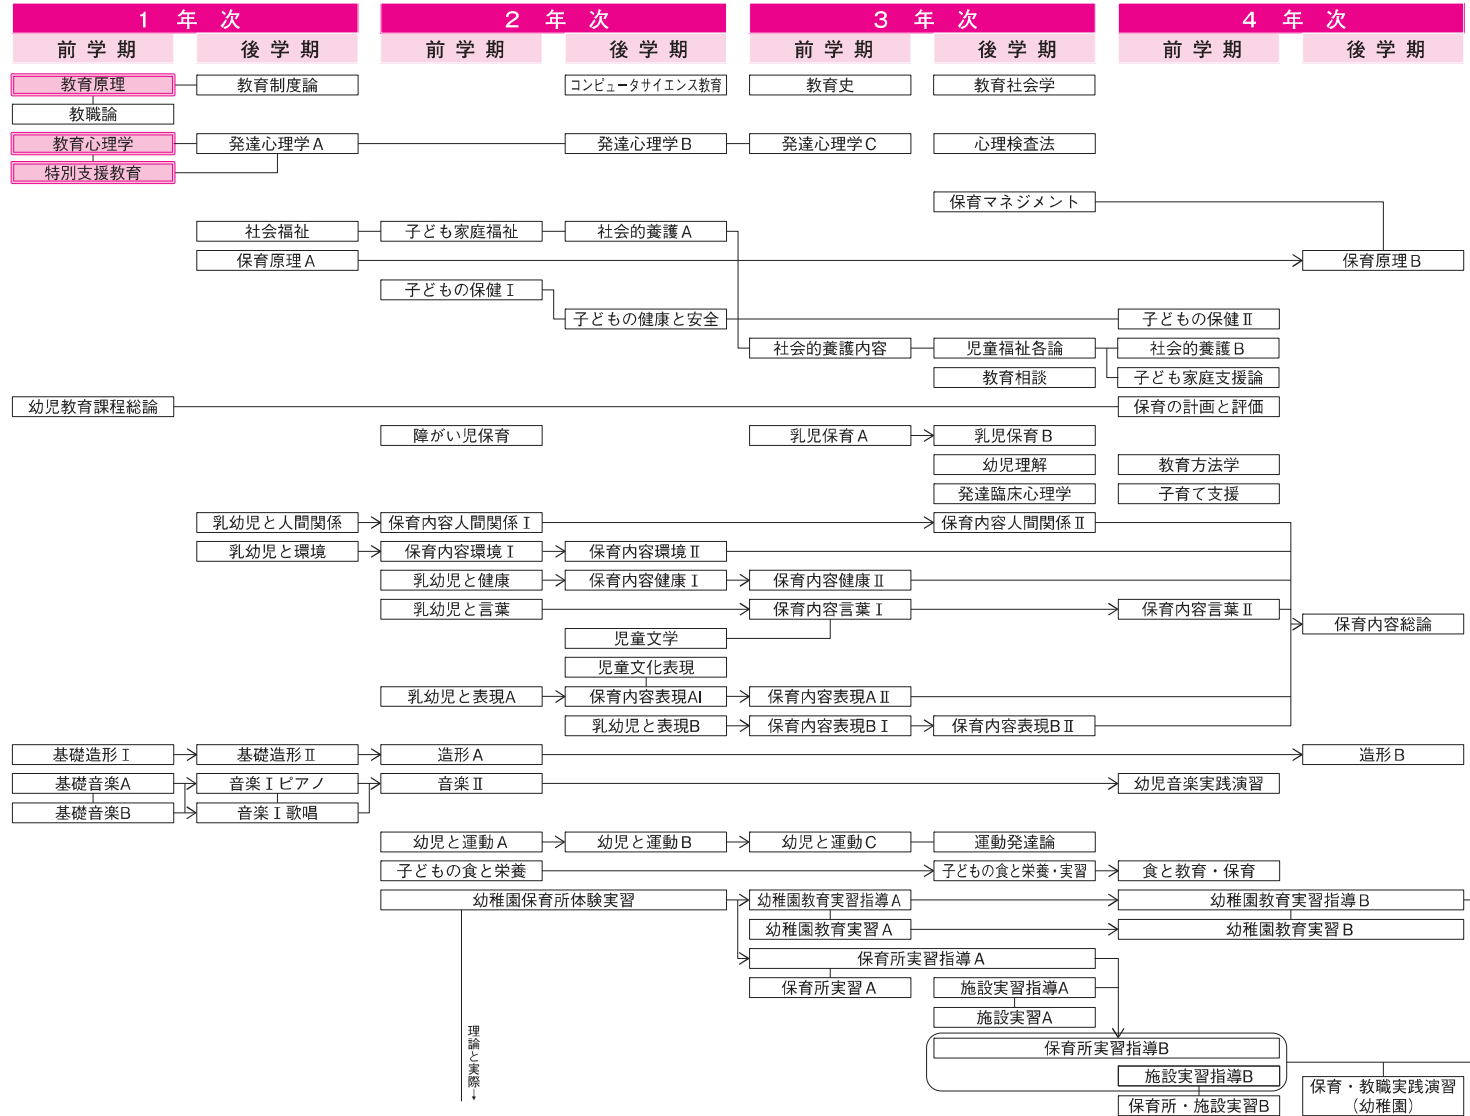 1 年 次 2 年 次 3 年 次 4 年 次
前 学 期 後 学 期 前 学 期 後 学 期 前 学 期 後 学 期 前 学 期 後 学 期
教育原理 教育制度論 コンピュータサイエンス教育 教育史 教育社会学
教職論
教育心理学 発達心理学A 発達心理学B 発達心理学C 心理検査法
特別支援教育
保育マネジメント
社会福祉 子ども家庭福祉 社会的養護A
保育原理A 保育原理B
子どもの保健Ⅰ
子どもの健康と安全 子どもの保健Ⅱ
社会的養護内容 児童福祉各論 社会的養護B
教育相談 子ども家庭支援論
幼児教育課程総論 保育の計画と評価
障がい児保育 乳児保育A 乳児保育B
幼児理解 教育方法学
発達臨床心理学 子育て支援
乳幼児と人間関係 保育内容人間関係Ⅰ 保育内容人間関係Ⅱ
乳幼児と環境 保育内容環境Ⅰ 保育内容環境Ⅱ
乳幼児と健康 保育内容健康Ⅰ 保育内容健康Ⅱ
乳幼児と言葉 保育内容言葉Ⅰ 保育内容言葉Ⅱ
保育内容総論
児童文学
児童文化表現
乳幼児と表現A 保育内容表現AⅠ 保育内容表現AⅡ
乳幼児と表現B 保育内容表現BⅠ 保育内容表現BⅡ
基礎造形Ⅰ 基礎造形Ⅱ 造形A 造形B
基礎音楽A 音楽Ⅰピアノ 音楽Ⅱ 幼児音楽実践演習
基礎音楽B 音楽Ⅰ歌唱
幼児と運動A 幼児と運動B 幼児と運動C 運動発達論
子どもの食と栄養 子どもの食と栄養・実習 食と教育・保育
幼稚園保育所体験実習 幼稚園教育実習指導A 幼稚園教育実習指導B
幼稚園教育実習A 幼稚園教育実習B
保育所実習指導A
保育所実習A 施設実習指導A
施設実習A
理論と実際→
保育所実習指導B
施設実習指導B
保育所・施設実習B
保育・教職実践演習
(幼稚園)